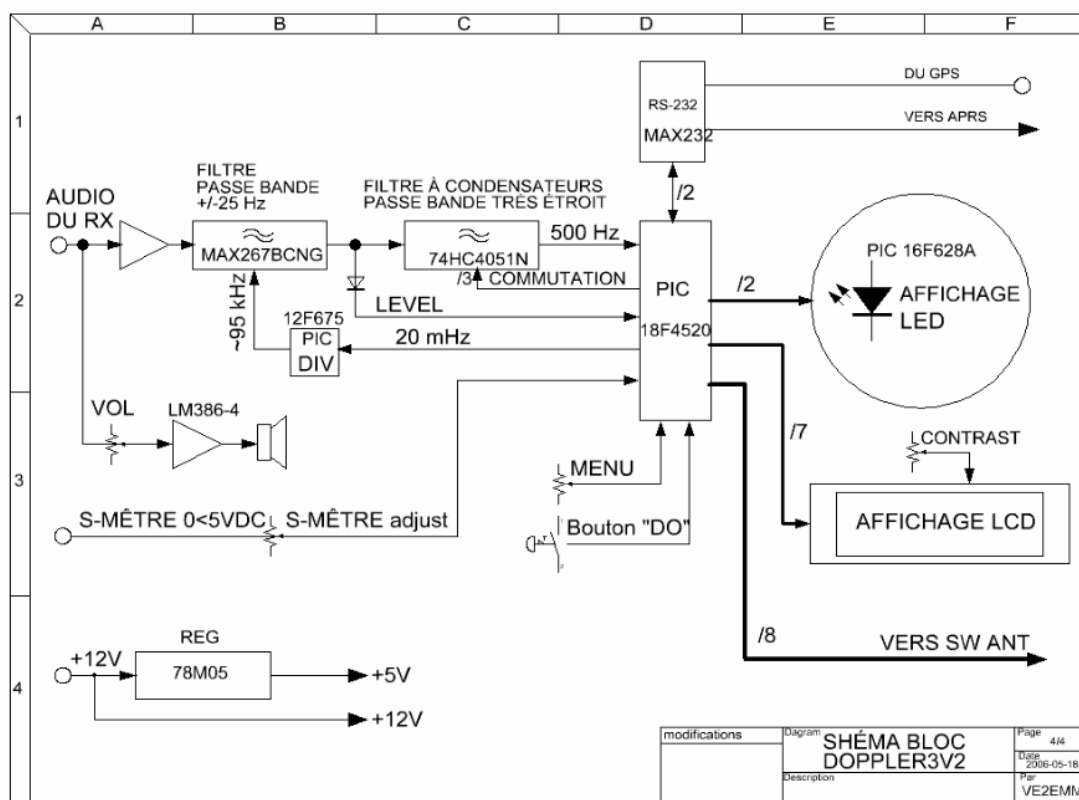 A B C D E F
1
DU GPS
RS-232
MAX232
VERS APRS
/2
FILTRE
PASSE BANDE
+/-25 Hz
FILTRE À CONDENSATEURS
PASSE BANDE TRÈS ÉTROIT
AUDIO
DU RX
MAX267BCNG
74HC4051N
500 Hz
/3 COMMUTATION
2
~95 kHz
LEVEL
12F675
PIC
DIV
20 mHz
PIC
18F4520
/2
PIC 16F628A
AFFICHAGE
LED
VOL
LM386-4
3
/7
CONTRAST
MENU
S-MÊTRE 0<5VDC
S-MÊTRE adjust
Bouton "DO"
AFFICHAGE LCD
/8
VERS SW ANT
4
REG
+12V
78M05
+5V
+12V
modifications
Diagram
SHÉMA BLOC
DOPPLER3V2
Description
Page
4/4
Date
2006-05-18
Par
VE2EMM